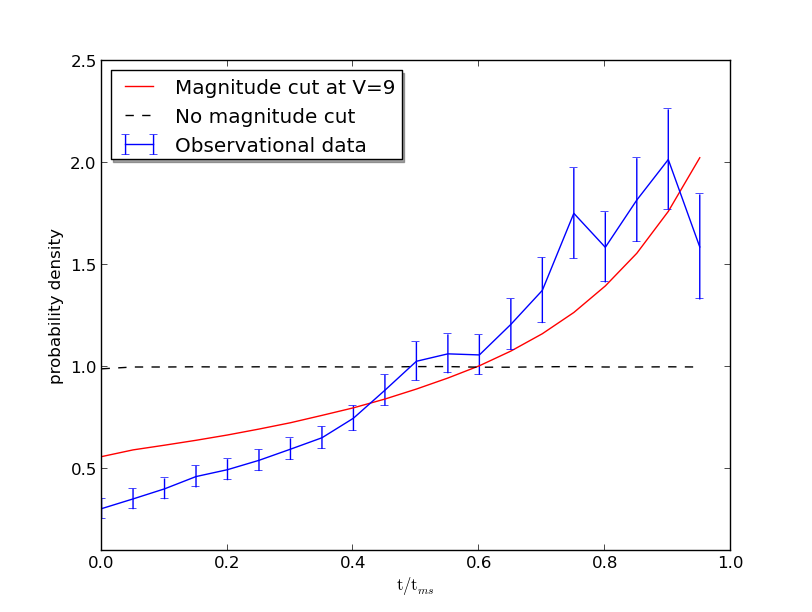 2.5
2.0
1.5
1.0
0.5
0.0
0.2
0.4
0.6
0.8
1.0
probability density
t/t_ms
Magnitude cut at V=9
No magnitude cut
Observational data